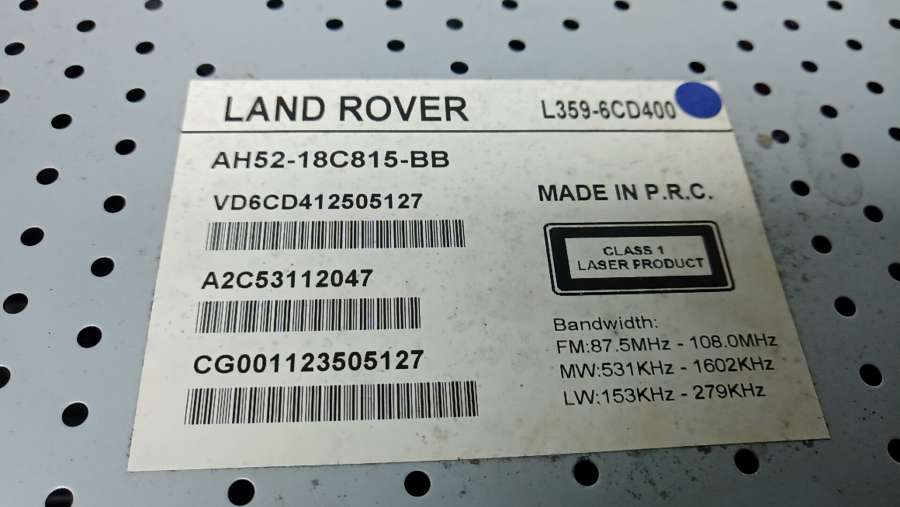 LAND ROVER
L359-6CD400
AH52-18C815-BB
VD6CD412505127
A2C53112047
CG001123505127
MADE IN P.R.C.
CLASS 1
LASER PRODUCT
Bandwidth:
FM:87.5MHz - 108.0MHz
MW:531KHz - 1602KHz
LW:153KHz - 279KHz